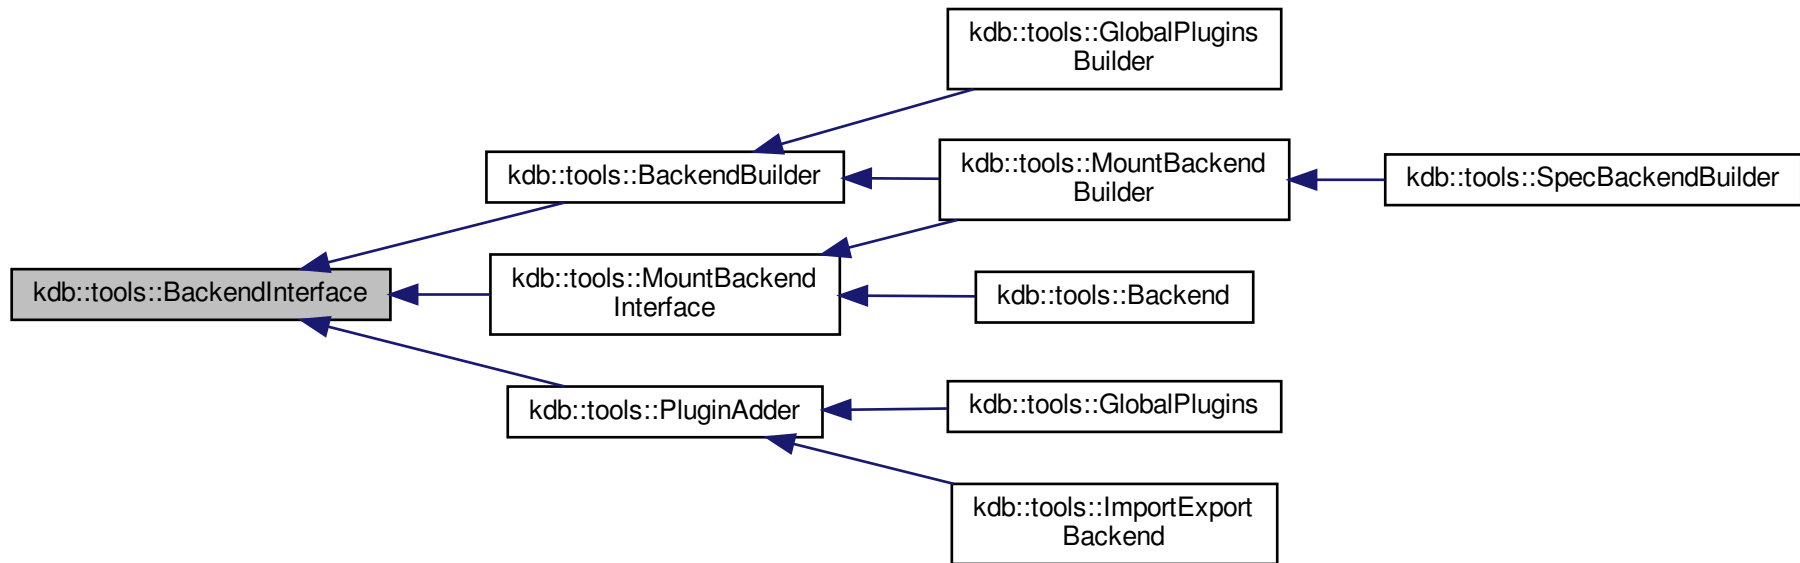 kdb::tools::GlobalPlugins
Builder
kdb::tools::BackendBuilder
kdb::tools::MountBackend
Builder
kdb::tools::SpecBackendBuilder
kdb::tools::BackendInterface
kdb::tools::MountBackend
Interface
kdb::tools::Backend
kdb::tools::PluginAdder
kdb::tools::GlobalPlugins
kdb::tools::ImportExport
Backend